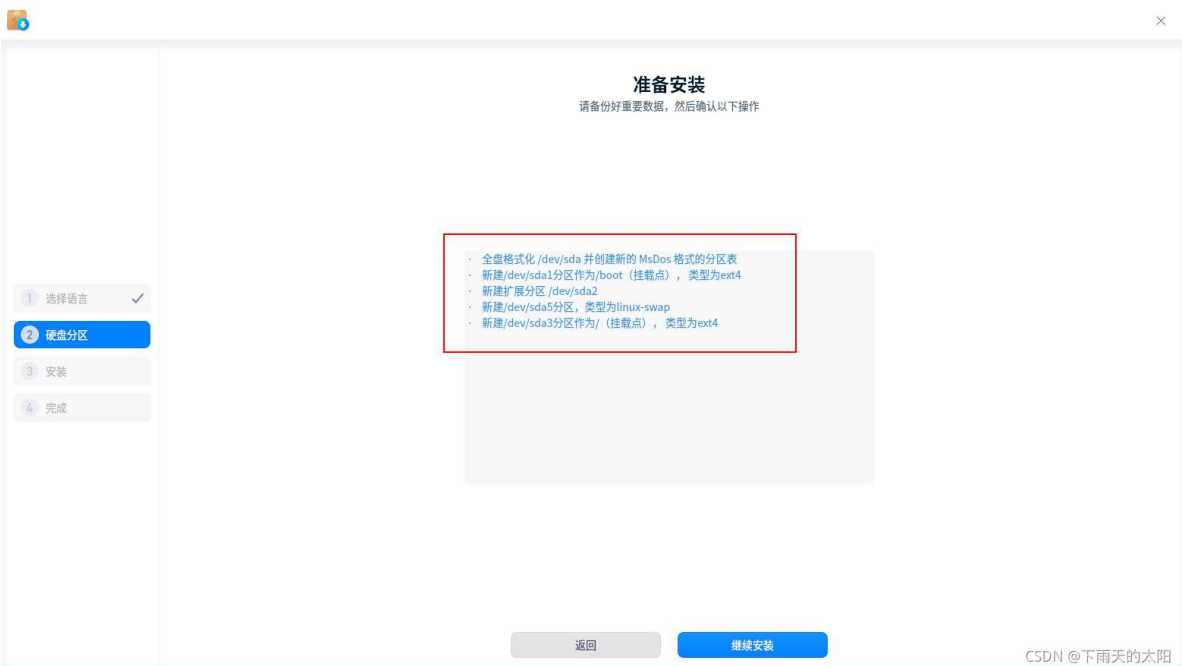 准备安装
请备份好重要数据，然后确认以下操作
· 全盘格式化 /dev/sda 并创建新的 MsDos 格式的分区表
· 新建/dev/sda1分区作为/boot（挂载点）， 类型为ext4
· 新建扩展分区 /dev/sda2
· 新建/dev/sda5分区，类型为linux-swap
· 新建/dev/sda3分区作为/（挂载点）， 类型为ext4
1 选择语言
2 硬盘分区
3 安装
4 完成
返回
继续安装
CSDN @下雨天的太阳